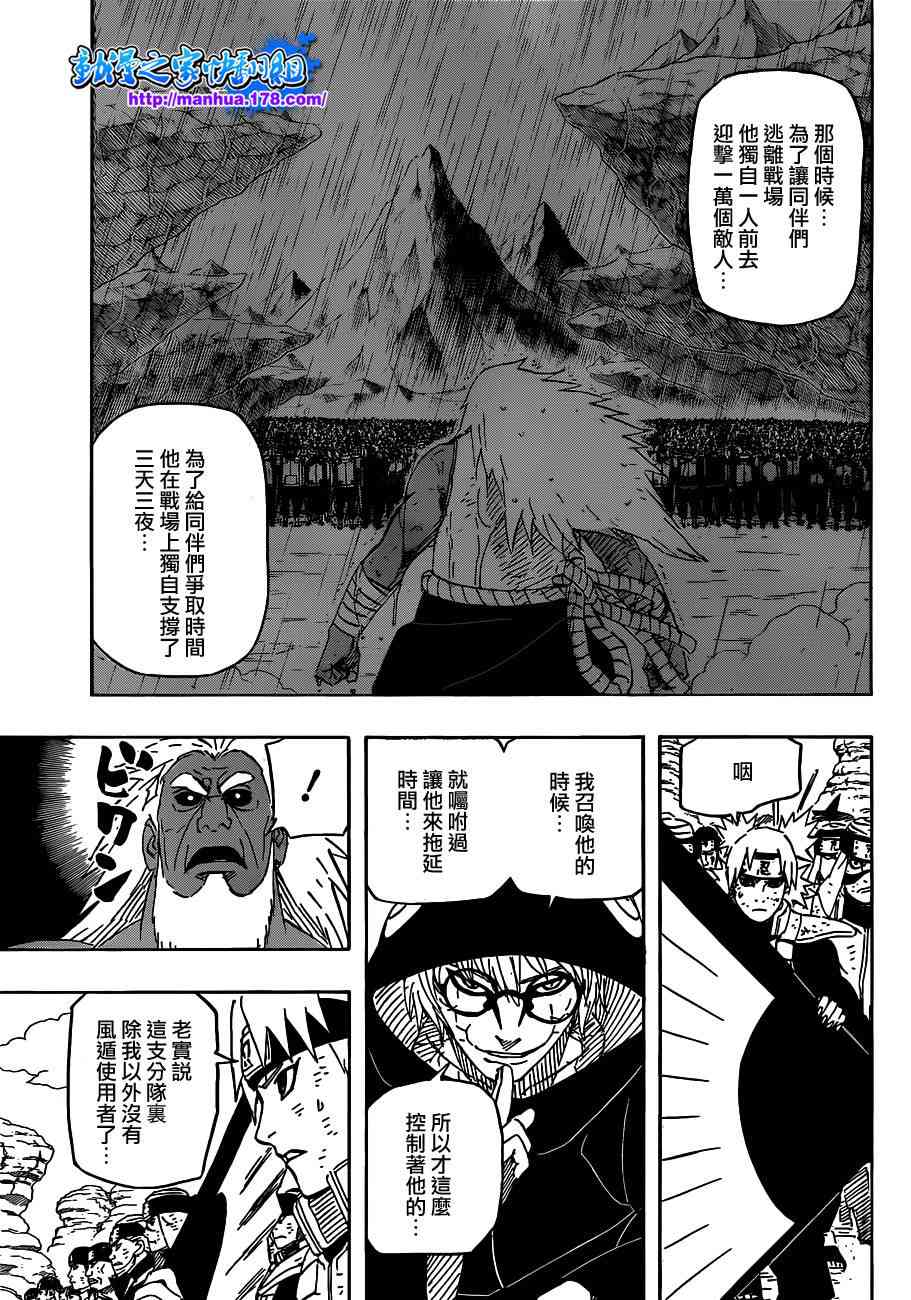 動漫之家快翻組
http://manhua.178.com/
那個時候…
為了讓同伴們
逃離戰場
他獨自一人前去
迎擊一萬個敵人…
為了給同伴們爭取時間
他在戰場上獨自支撐了
三天三夜…
咽
忍
我召喚他的
時候…
就囑咐過
讓他來拖延
時間…
所以才這麼
控制著他的…
!
ビクン
老實說
這支分隊裏
除我以外沒有
風遁使用者了…